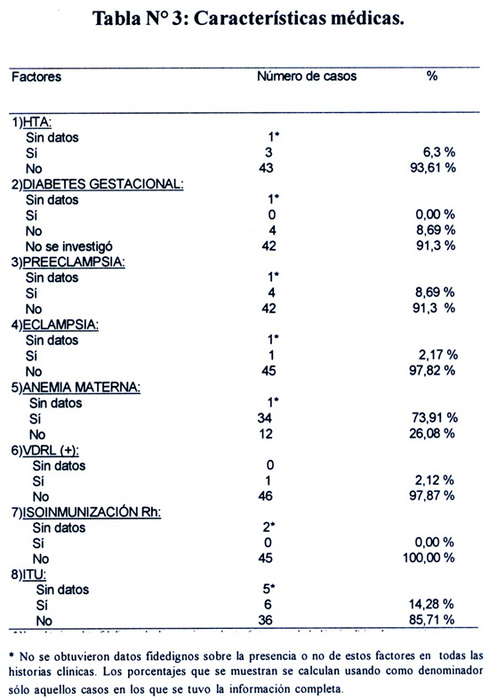 Tabla Nº 3: Características médicas.
Factores Número de casos %
1)HTA:
Sin datos 1*
Sí 3 6,3 %
No 43 93,61 %
2)DIABETES GESTACIONAL:
Sin datos 1*
Sí 0 0,00 %
No 4 8,69 %
No se investigó 42 91,3 %
3)PREECLAMPSIA:
Sin datos 1*
Sí 4 8,69 %
No 42 91,3 %
4)ECLAMPSIA:
Sin datos 1*
Sí 1 2,17 %
No 45 97,82 %
5)ANEMIA MATERNA:
Sin datos 1*
Sí 34 73,91 %
No 12 26,08 %
6)VDRL (+):
Sin datos 0
Sí 1 2,12 %
No 46 97,87 %
7)ISOINMUNIZACIÓN Rh:
Sin datos 2*
Sí 0 0,00 %
No 45 100,00 %
8)ITU:
Sin datos 5*
Sí 6 14,28 %
No 36 85,71 %
* No se obtuvieron datos fidedignos sobre la presencia o no de estos factores en todas las
historias clínicas. Los porcentajes que se muestran se calculan usando como denominador
sólo aquellos casos en los que se tuvo la información completa.